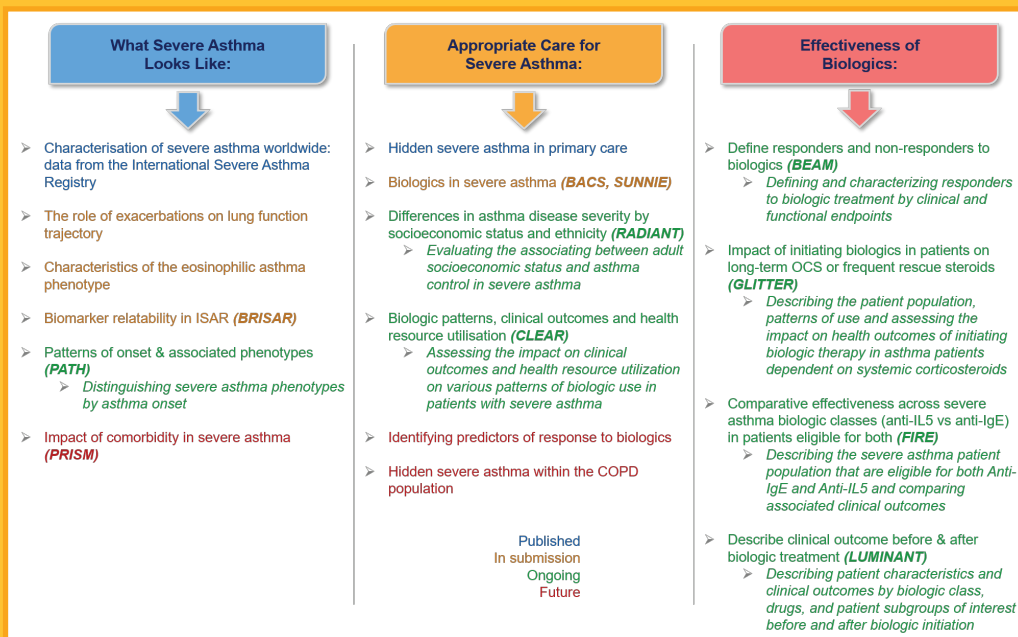 What Severe Asthma
Looks Like:
Characterisation of severe asthma worldwide:
data from the International Severe Asthma
Registry
The role of exacerbations on lung function
trajectory
Characteristics of the eosinophilic asthma
phenotype
Biomarker relatability in ISAR (BRISAR)
Patterns of onset & associated phenotypes
(PATH)
Distinguishing severe asthma phenotypes
by asthma onset
Impact of comorbidity in severe asthma
(PRISM)
Appropriate Care for
Severe Asthma:
Hidden severe asthma in primary care
Biologics in severe asthma (BACS, SUNNIE)
Differences in asthma disease severity by
socioeconomic status and ethnicity (RADIANT)
Evaluating the associating between adult
socioeconomic status and asthma
control in severe asthma
Biologic patterns, clinical outcomes and health
resource utilisation (CLEAR)
Assessing the impact on clinical
outcomes and health resource utilization
on various patterns of biologic use in
patients with severe asthma
Identifying predictors of response to biologics
Hidden severe asthma within the COPD
population
Published
In submission
Ongoing
Future
Effectiveness of
Biologics:
Define responders and non-responders to
biologics (BEAM)
Defining and characterizing responders
to biologic treatment by clinical and
functional endpoints
Impact of initiating biologics in patients on
long-term OCS or frequent rescue steroids
(GLITTER)
Describing the patient population,
patterns of use and assessing the
impact on health outcomes of initiating
biologic therapy in asthma patients
dependent on systemic corticosteroids
Comparative effectiveness across severe
asthma biologic classes (anti-IL5 vs anti-IgE)
in patients eligible for both (FIRE)
Describing the severe asthma patient
population that are eligible for both Anti-
IgE and Anti-IL5 and comparing
associated clinical outcomes
Describe clinical outcome before & after
biologic treatment (LUMINANT)
Describing patient characteristics and
clinical outcomes by biologic class,
drugs, and patient subgroups of interest
before and after biologic initiation